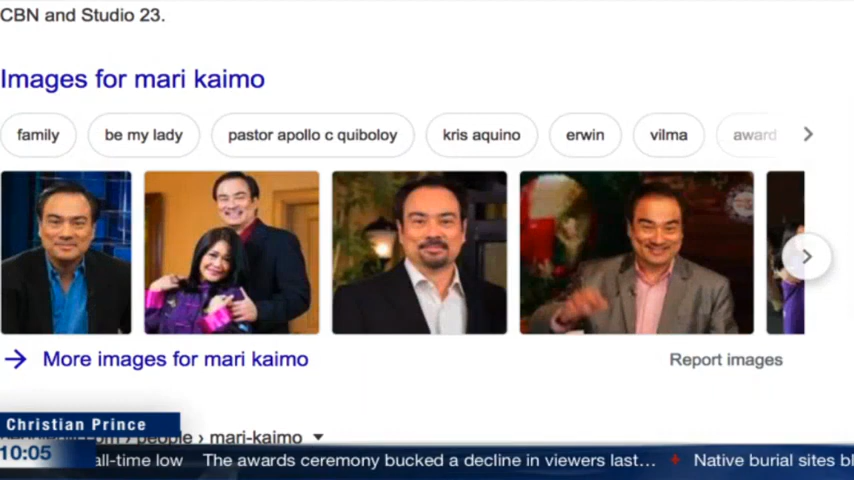 CBN and Studio 23.
Images for mari kaimo
family
be my lady
pastor apollo c quiboloy
kris aquino
erwin
vilma
award
More images for mari kaimo
Report images
Christian Prince
people › mari-kaimo
10:05
all-time low The awards ceremony bucked a decline in viewers last... Native burial sites bl